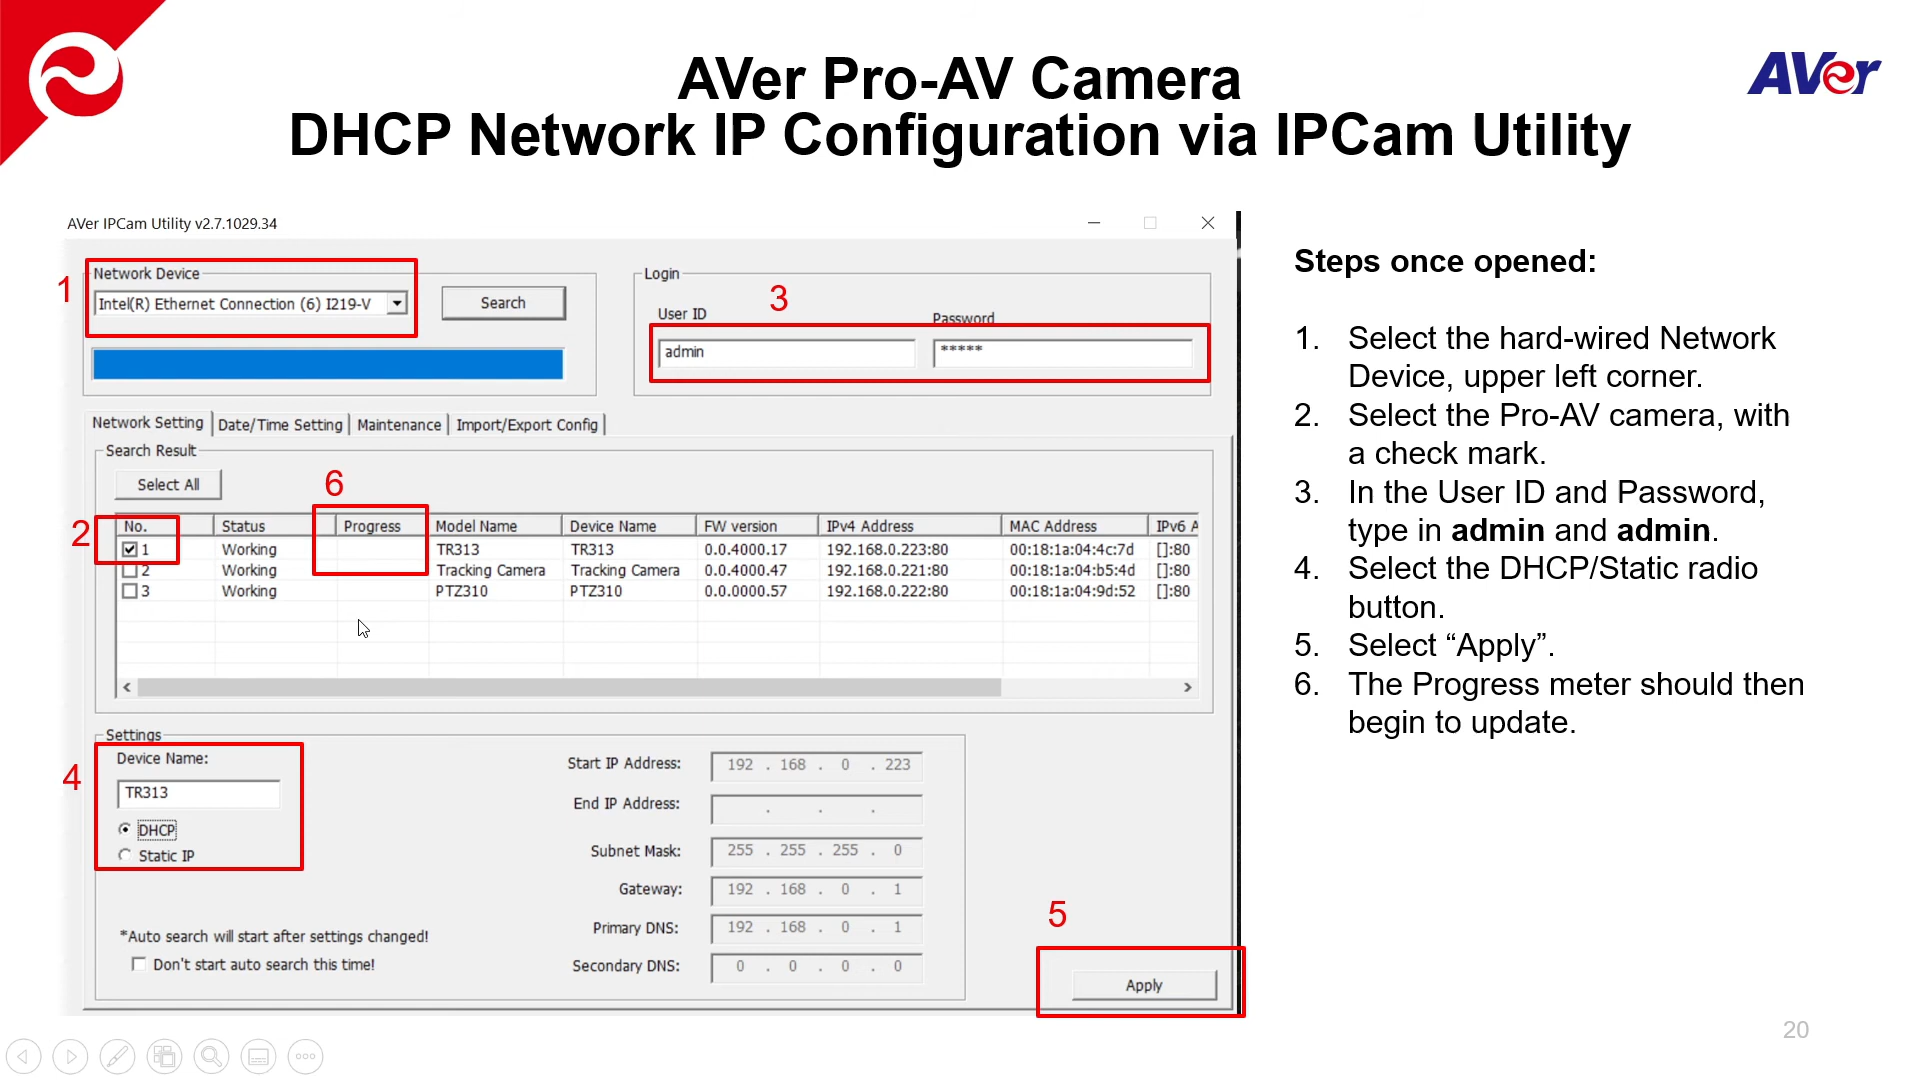 AVer Pro-AV Camera
DHCP Network IP Configuration via IPCam Utility
AVer
AVer IPCam Utility v2.7.1029.34
1
Network Device
Intel(R) Ethernet Connection (6) I219-V
Search
Login
3
User ID
Password
admin
*****
Network Setting
Date/Time Setting
Maintenance
Import/Export Config
Search Result
Select All
6
2
No. Status Progress Model Name Device Name FW version IPv4 Address MAC Address IPv6 A
1 Working TR313 TR313 0.0.4000.17 192.168.0.223:80 00:18:1a:04:4c:7d []:80
2 Working Tracking Camera Tracking Camera 0.0.4000.47 192.168.0.221:80 00:18:1a:04:b5:4d []:80
3 Working PTZ310 PTZ310 0.0.0000.57 192.168.0.222:80 00:18:1a:04:9d:52 []:80
Settings
4
Device Name:
TR313
DHCP
Static IP
*Auto search will start after settings changed!
Don't start auto search this time!
Start IP Address: 192 . 168 . 0 . 223
End IP Address: . . .
Subnet Mask: 255 . 255 . 255 . 0
Gateway: 192 . 168 . 0 . 1
Primary DNS: 192 . 168 . 0 . 1
Secondary DNS: 0 . 0 . 0 . 0
5
Apply
Steps once opened:
1. Select the hard-wired Network
Device, upper left corner.
2. Select the Pro-AV camera, with
a check mark.
3. In the User ID and Password,
type in admin and admin.
4. Select the DHCP/Static radio
button.
5. Select “Apply”.
6. The Progress meter should then
begin to update.
20